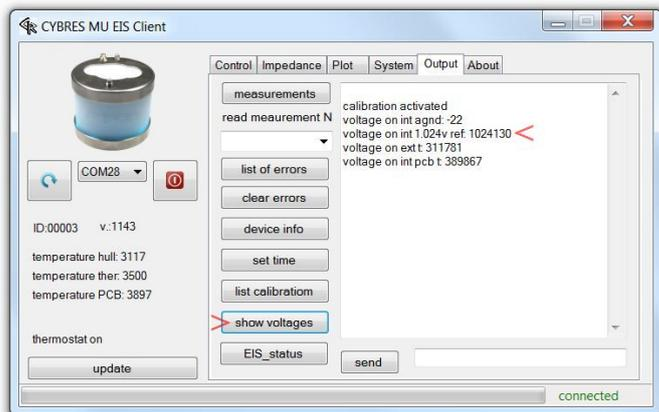 CYBRES MU EIS Client
Control Impedance Plot System Output About
COM28
ID:00003 v.:1143
temperature hull: 3117
temperature ther: 3500
temperature PCB: 3897
thermostat on
update
measurements
read meaurement N
list of errors
clear errors
device info
set time
list calibratiom
> show voltages
EIS_status
calibration activated
voltage on int agnd: -22
voltage on int 1.024v ref: 1024130 <
voltage on ext t: 311781
voltage on int pcb t: 389867
send
connected